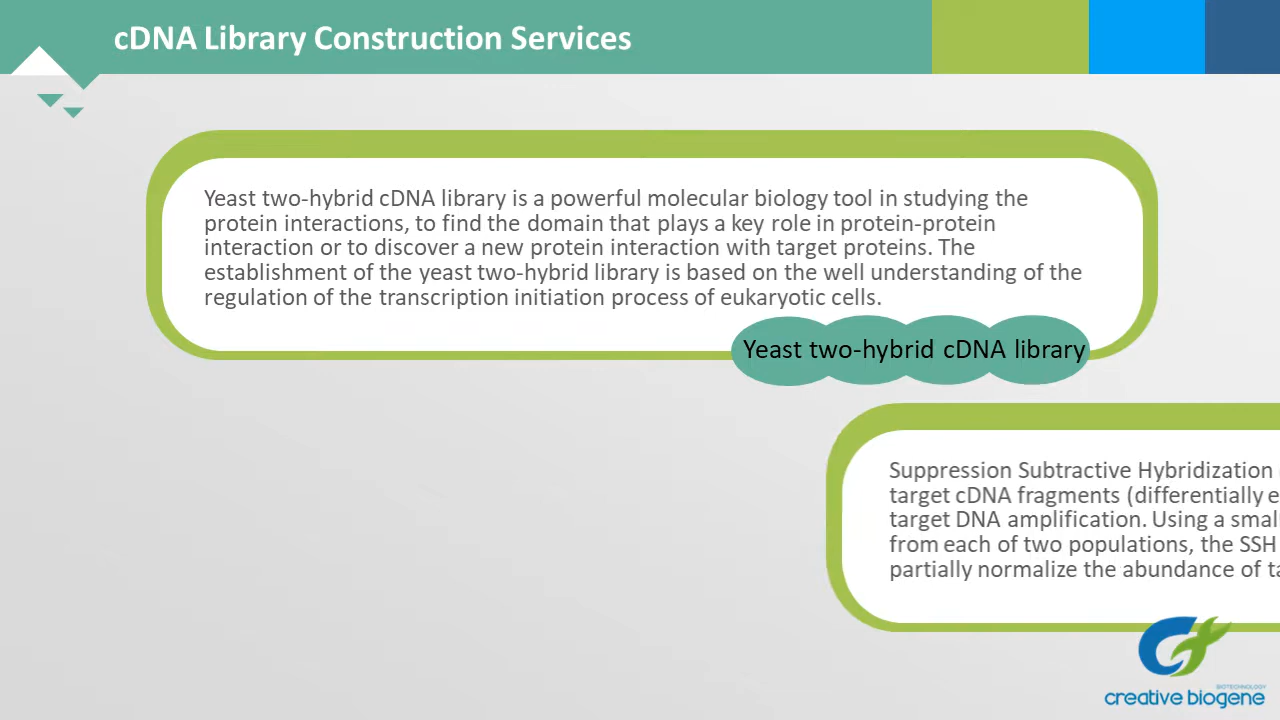 cDNA Library Construction Services
Yeast two-hybrid cDNA library is a powerful molecular biology tool in studying the
protein interactions, to find the domain that plays a key role in protein-protein
interaction or to discover a new protein interaction with target proteins. The
establishment of the yeast two-hybrid library is based on the well understanding of the
regulation of the transcription initiation process of eukaryotic cells.
Yeast two-hybrid cDNA library
Suppression Subtractive Hybridization
target cDNA fragments (differentially
target DNA amplification. Using a small
from each of two populations, the SSH
partially normalize the abundance of
BIOTECHNOLOGY
creative biogene